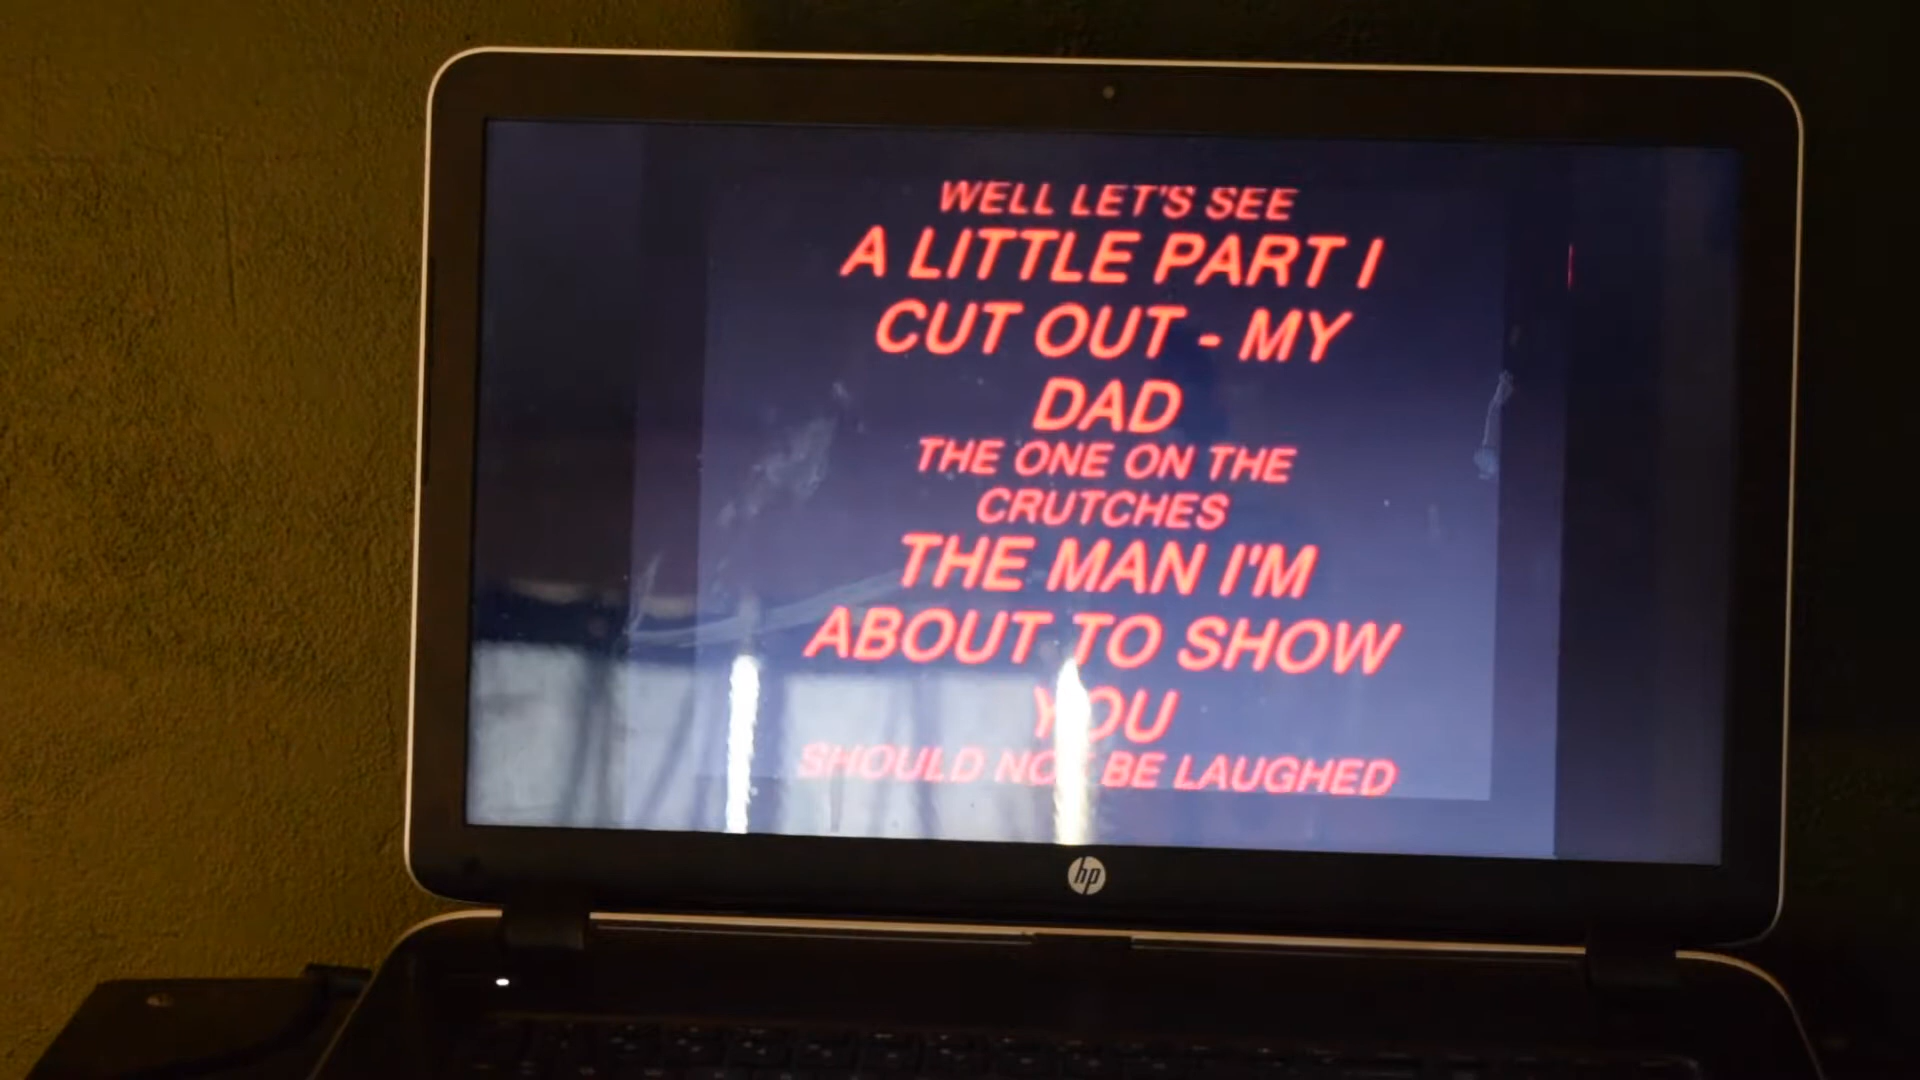 WELL LET'S SEE
A LITTLE PART I
CUT OUT - MY
DAD
THE ONE ON THE
CRUTCHES
THE MAN I'M
ABOUT TO SHOW
YOU
SHOULD NOT BE LAUGHED
hp